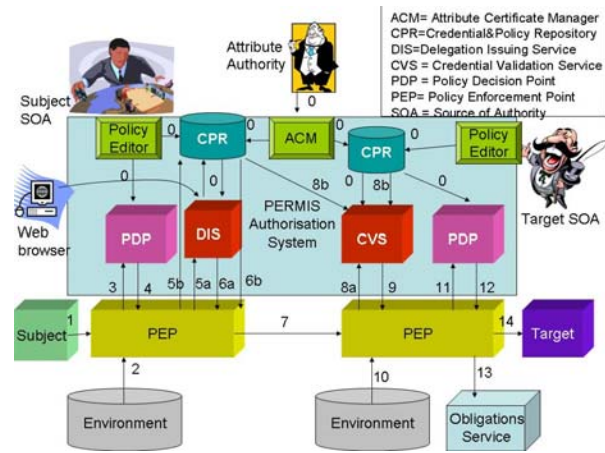 ACM= Attribute Certificate Manager
CPR=Credential&Policy Repository
DIS=Delegation Issuing Service
CVS = Credential Validation Service
PDP = Policy Decision Point
PEP= Policy Enforcement Point
SOA = Source of Authority
Attribute
Authority
Subject
SOA
0
Policy
Editor
0
CPR
0
ACM
0
CPR
0
Policy
Editor
Target SOA
Web
browser
0
0
0
8b
0
8b
0
PERMIS
Authorisation
System
PDP
DIS
CVS
PDP
3
4
5b
5a
6a
6b
8a
9
11
12
Subject
1
PEP
7
PEP
14
Target
2
10
13
Environment
Environment
Obligations
Service